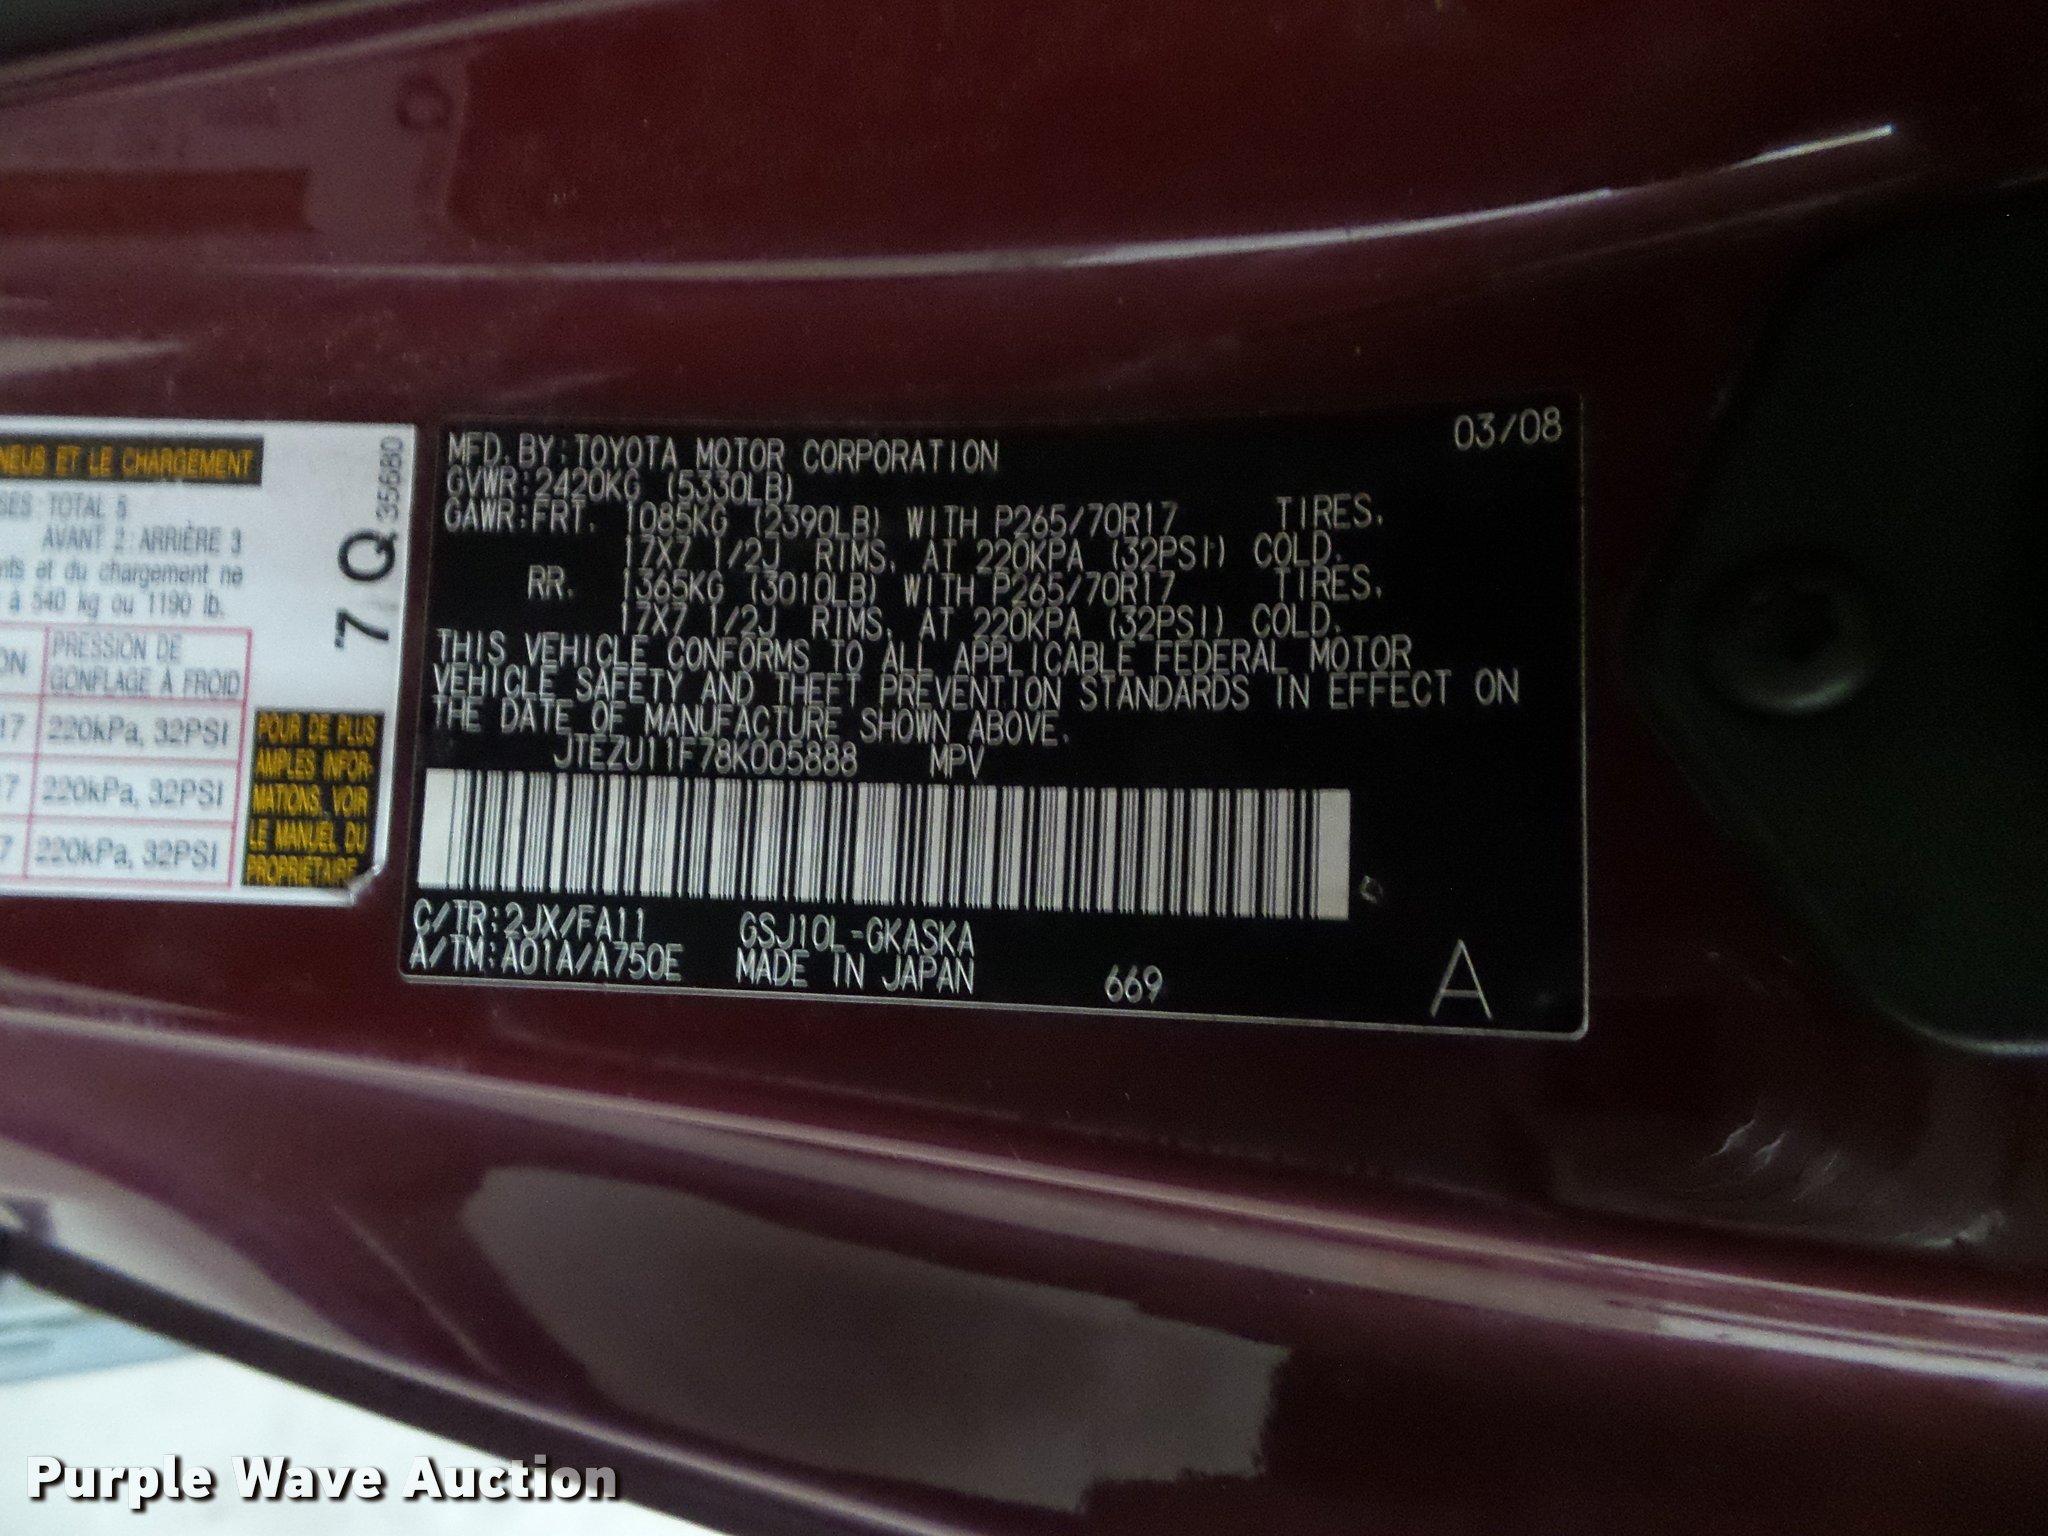 NEUS ET LE CHARGEMENT
SES: TOTAL 5
AVANT 2: ARRIÈRE 3
et du chargement ne
à 540 kg ou 1190 lb.
PRESSION DE
GONFLAGE À FROID
17 220kPa, 32PSI
17 220kPa, 32PSI
7 220kPa, 32PSI
7Q
35680
POUR DE PLUS
AMPLES INFOR-
MATIONS, VOIR
LE MANUEL DU
PROPRIÉTAIRE
MFD. BY: TOYOTA MOTOR CORPORATION 03/08
GVWR: 2420KG (5330LB)
GAWR: FRT. 1085KG (2390LB) WITH P265/70R17 TIRES,
17X7 1/2J RIMS, AT 220KPA (32PSI) COLD.
RR. 1365KG (3010LB) WITH P265/70R17 TIRES,
17X7 1/2J RIMS, AT 220KPA (32PSI) COLD.
THIS VEHICLE CONFORMS TO ALL APPLICABLE FEDERAL MOTOR
VEHICLE SAFETY AND THEFT PREVENTION STANDARDS IN EFFECT ON
THE DATE OF MANUFACTURE SHOWN ABOVE.
JTEZU11F78K005888 MPV
C/TR: 2JX/FA11 GSJ10L-GKASKA
A/TM: A01A/A750E MADE IN JAPAN 669 A
Purple Wave Auction